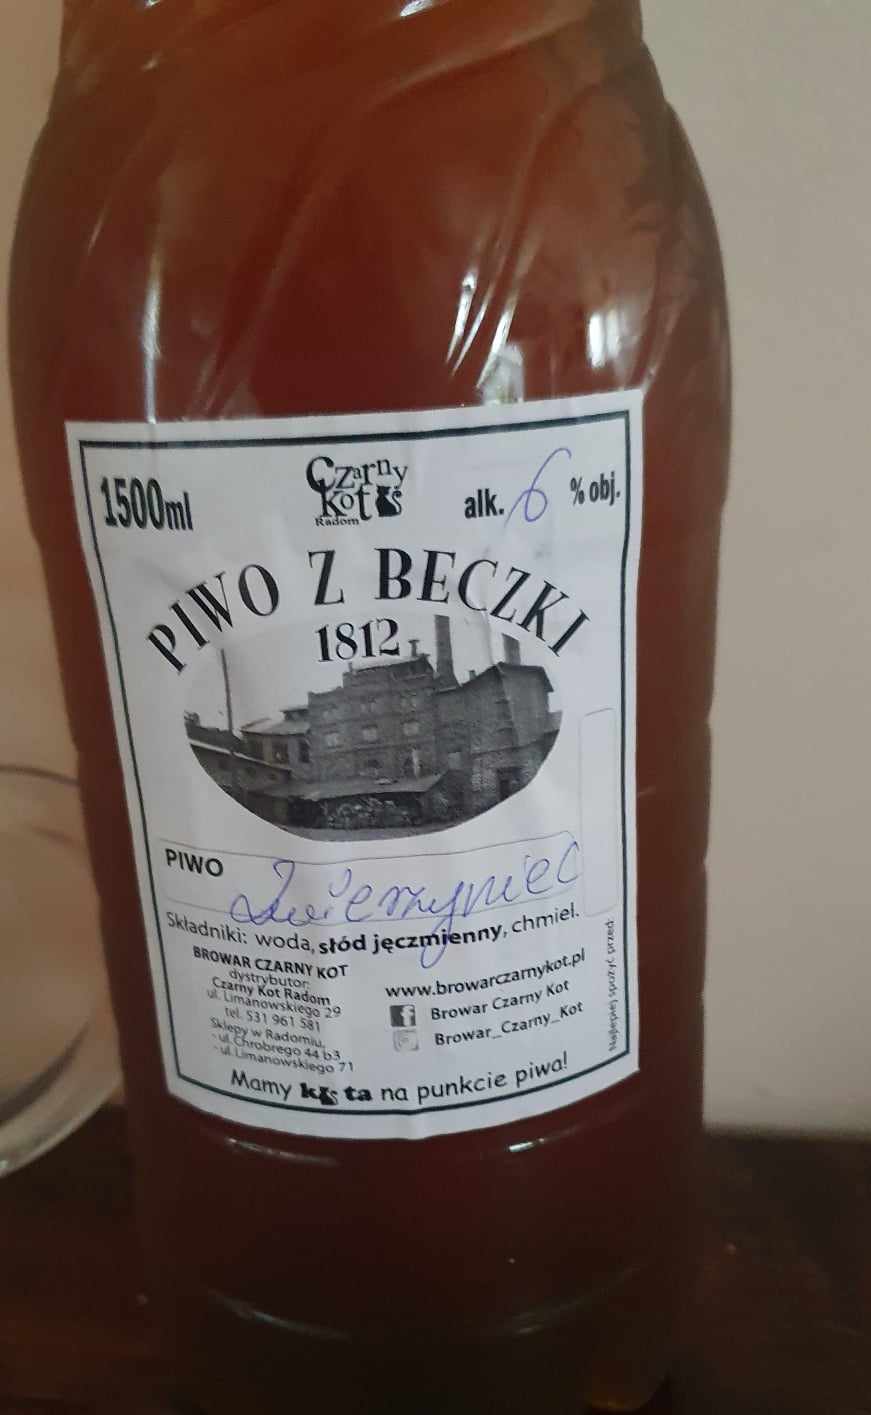 1500ml
Czarny
Kot
Radom
alk. 6 % obj.
PIWO Z BECZKI
1812
PIWO Zwierzyniec
Składniki: woda, słód jęczmienny, chmiel.
BROWAR CZARNY KOT
dystrybutor:
Czarny Kot Radom
ul. Limanowskiego 29
tel. 531 961 581
Sklepy w Radomiu,
- ul. Chrobrego 44 b3
- ul. Limanowskiego 71
www.browarczarnykot.pl
Browar Czarny Kot
Browar_Czarny_Kot
Najlepiej spożyć przed:
Mamy kota na punkcie piwa!